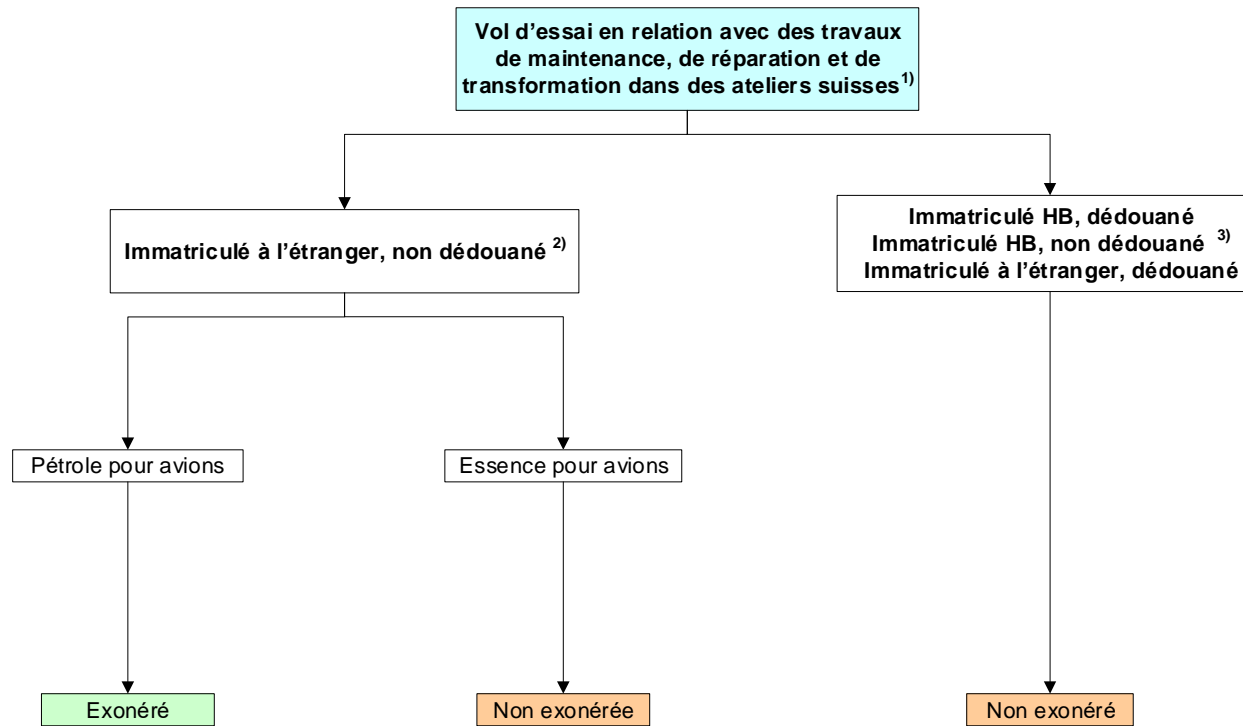 Vol d'essai en relation avec des travaux
de maintenance, de réparation et de
transformation dans des ateliers suisses1)
Immatriculé à l'étranger, non dédouané 2)
Immatriculé HB, dédouané
Immatriculé HB, non dédouané 3)
Immatriculé à l'étranger, dédouané
Pétrole pour avions
Essence pour avions
Exonéré
Non exonérée
Non exonéré